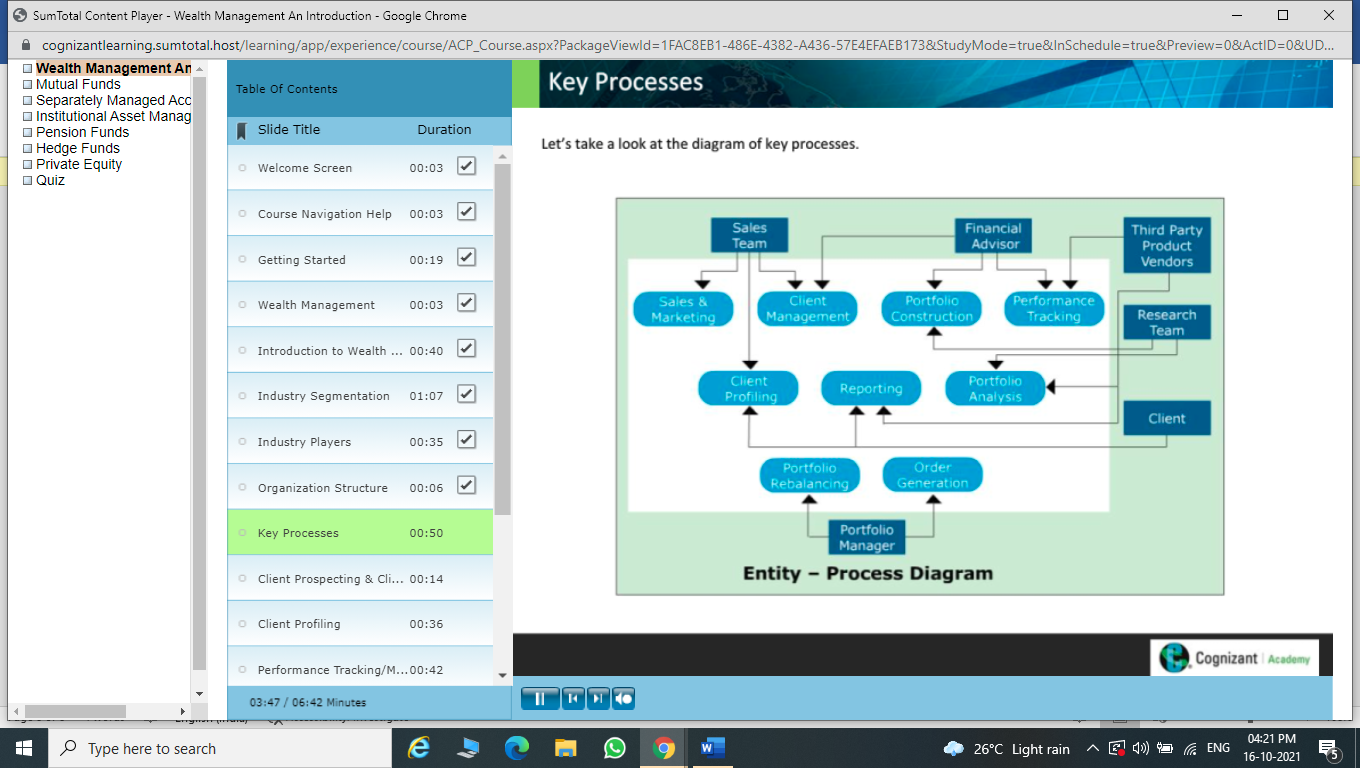 SumTotal Content Player - Wealth Management An Introduction - Google Chrome
cognizantlearning.sumtotal.host/learning/app/experience/course/ACP_Course.aspx?PackageViewId=1FAC8EB1-486E-4382-A436-57E4EFAEB173&StudyMode=true&InSchedule=true&Preview=0&ActID=0&UD...
Wealth Management An
Mutual Funds
Separately Managed Acc
Institutional Asset Manag
Pension Funds
Hedge Funds
Private Equity
Quiz
Table Of Contents
Slide Title Duration
Welcome Screen 00:03
Course Navigation Help 00:03
Getting Started 00:19
Wealth Management 00:03
Introduction to Wealth ... 00:40
Industry Segmentation 01:07
Industry Players 00:35
Organization Structure 00:06
Key Processes 00:50
Client Prospecting & Cli... 00:14
Client Profiling 00:36
Performance Tracking/M... 00:42
03:47 / 06:42 Minutes
Key Processes
Let's take a look at the diagram of key processes.
Sales
Team
Financial
Advisor
Third Party
Product
Vendors
Sales &
Marketing
Client
Management
Portfolio
Construction
Performance
Tracking
Research
Team
Client
Profiling
Reporting
Portfolio
Analysis
Client
Portfolio
Rebalancing
Order
Generation
Portfolio
Manager
Entity – Process Diagram
Cognizant | Academy
Type here to search
26°C Light rain
ENG
04:21 PM
16-10-2021
5